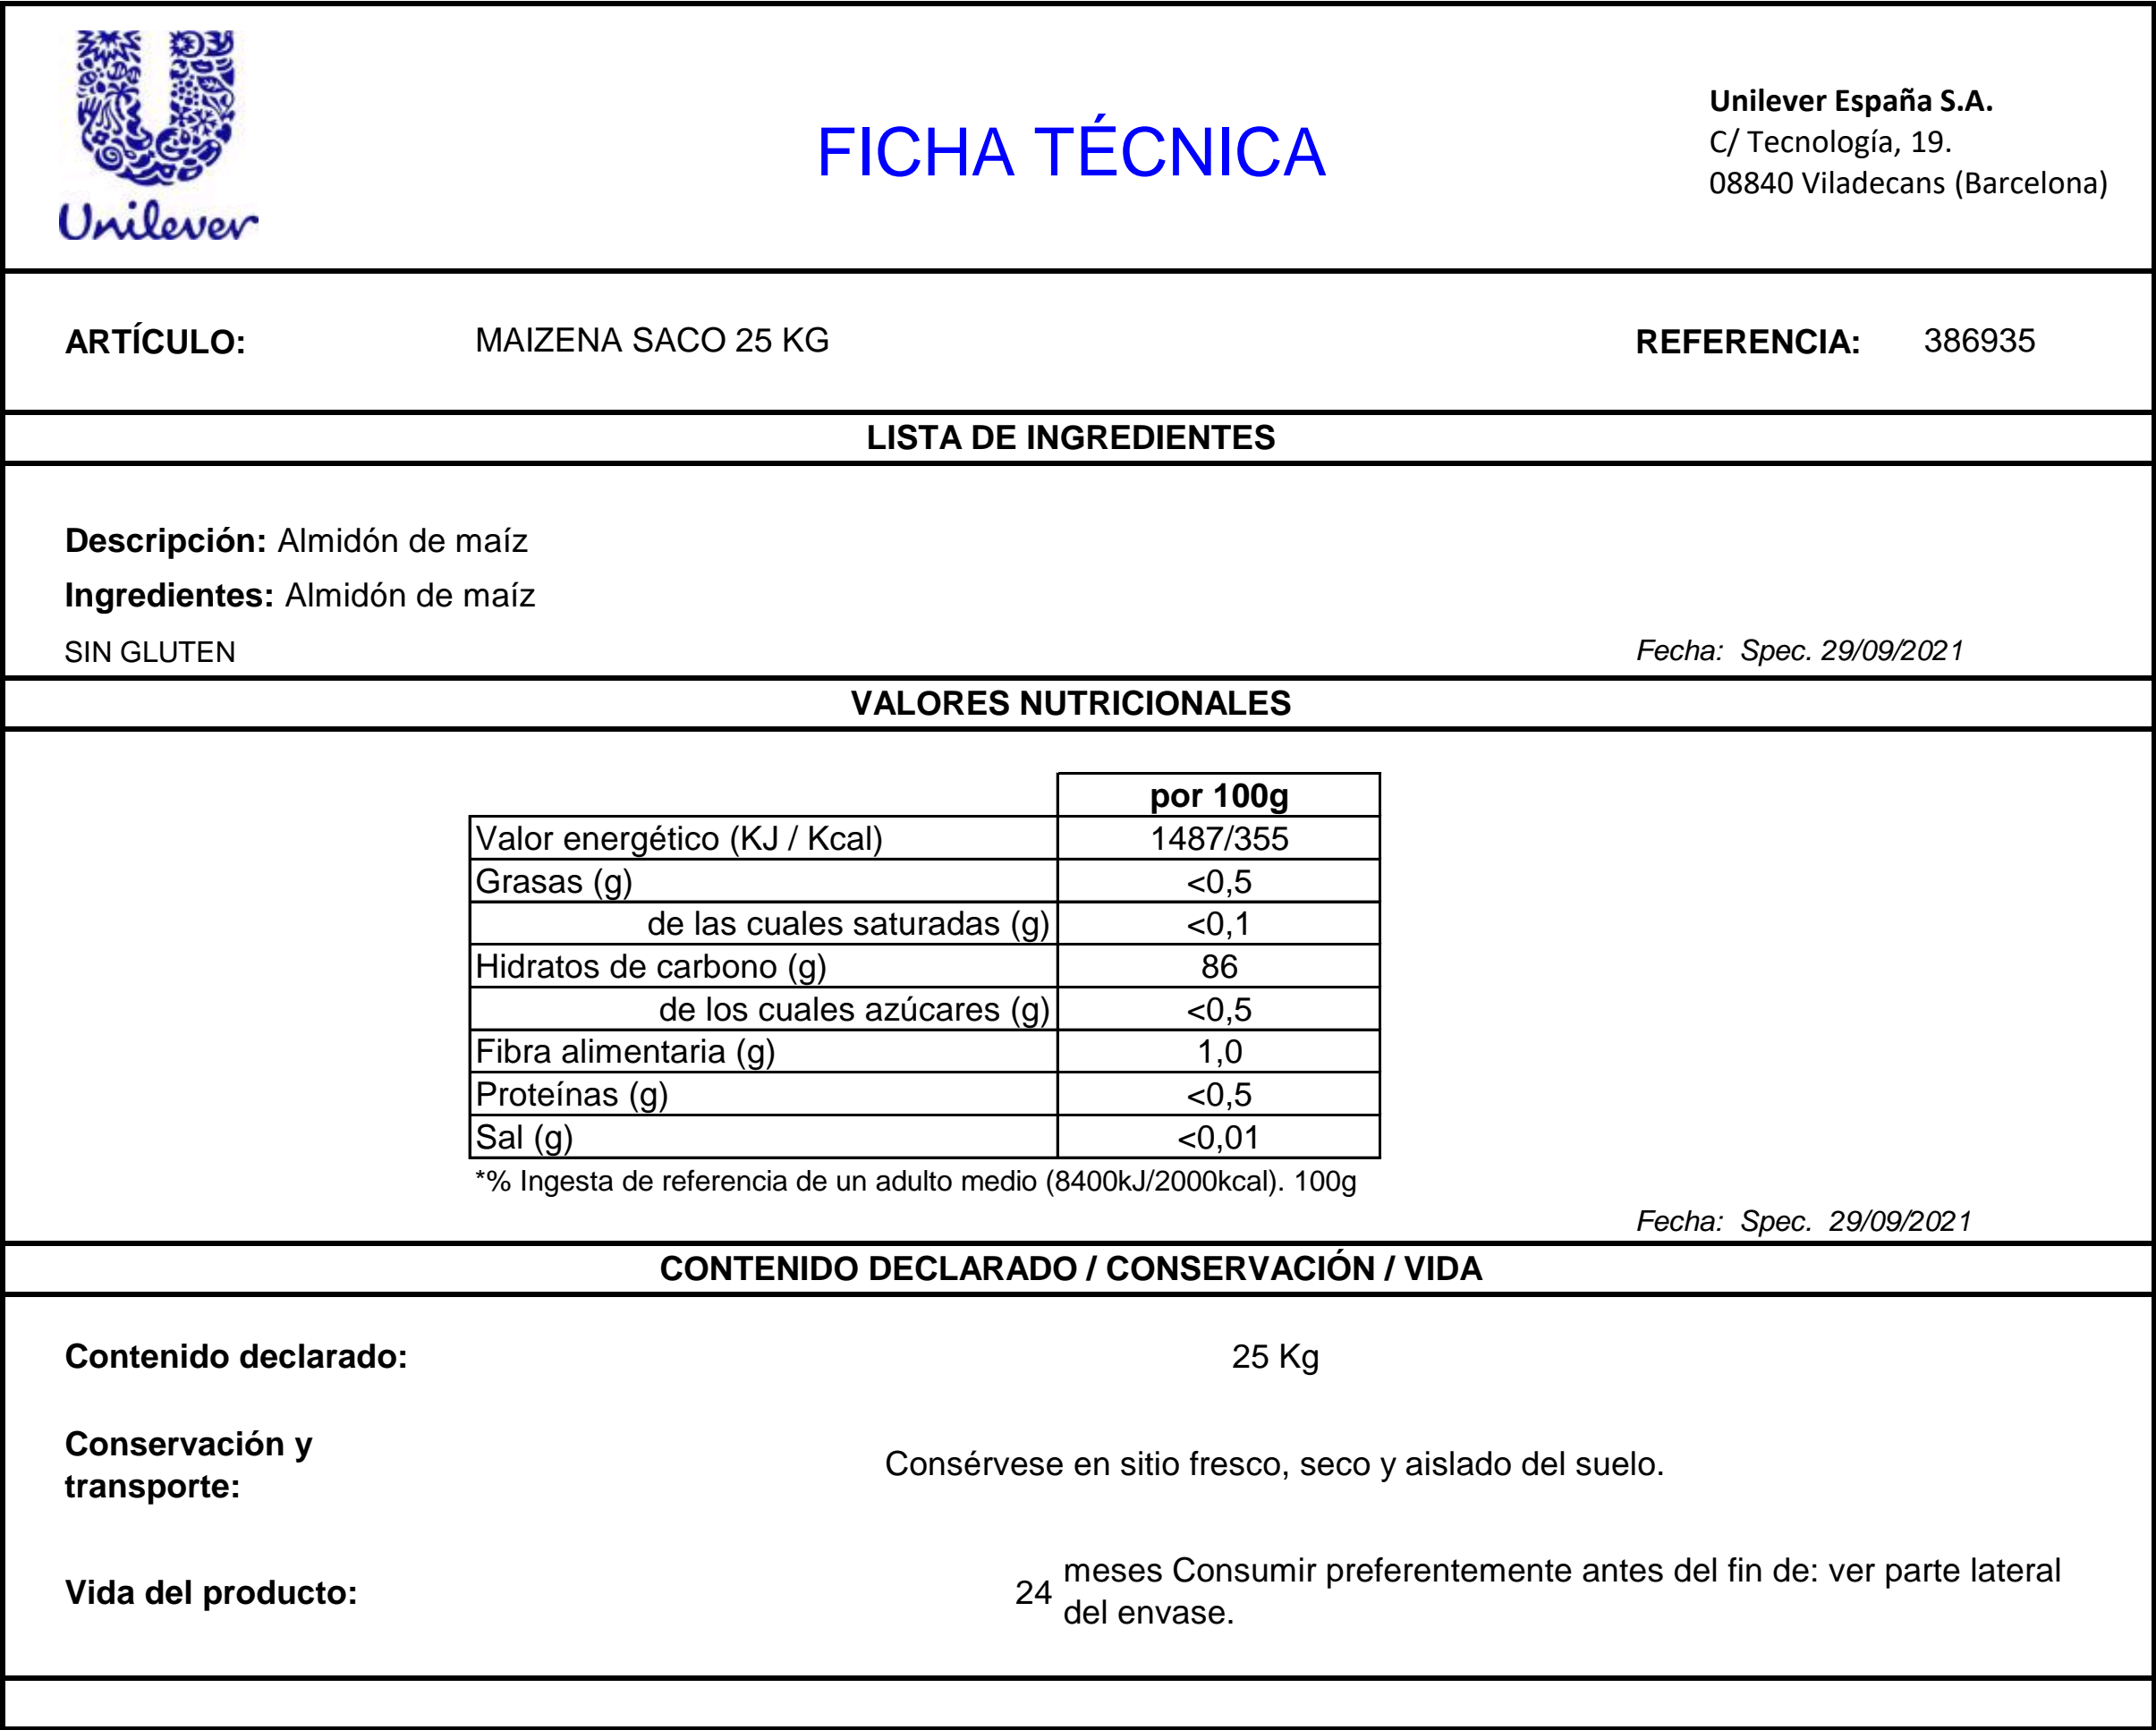 Unilever
FICHA TÉCNICA
Unilever España S.A.
C/ Tecnología, 19.
08840 Viladecans (Barcelona)
ARTÍCULO: MAIZENA SACO 25 KG REFERENCIA: 386935
LISTA DE INGREDIENTES
Descripción: Almidón de maíz
Ingredientes: Almidón de maíz
SIN GLUTEN Fecha: Spec. 29/09/2021
VALORES NUTRICIONALES
por 100g
Valor energético (KJ / Kcal) 1487/355
Grasas (g) <0,5
de las cuales saturadas (g) <0,1
Hidratos de carbono (g) 86
de los cuales azúcares (g) <0,5
Fibra alimentaria (g) 1,0
Proteínas (g) <0,5
Sal (g) <0,01
*% Ingesta de referencia de un adulto medio (8400kJ/2000kcal). 100g
Fecha: Spec. 29/09/2021
CONTENIDO DECLARADO / CONSERVACIÓN / VIDA
Contenido declarado: 25 Kg
Conservación y
transporte:
Consérvese en sitio fresco, seco y aislado del suelo.
Vida del producto:
24 meses Consumir preferentemente antes del fin de: ver parte lateral
del envase.